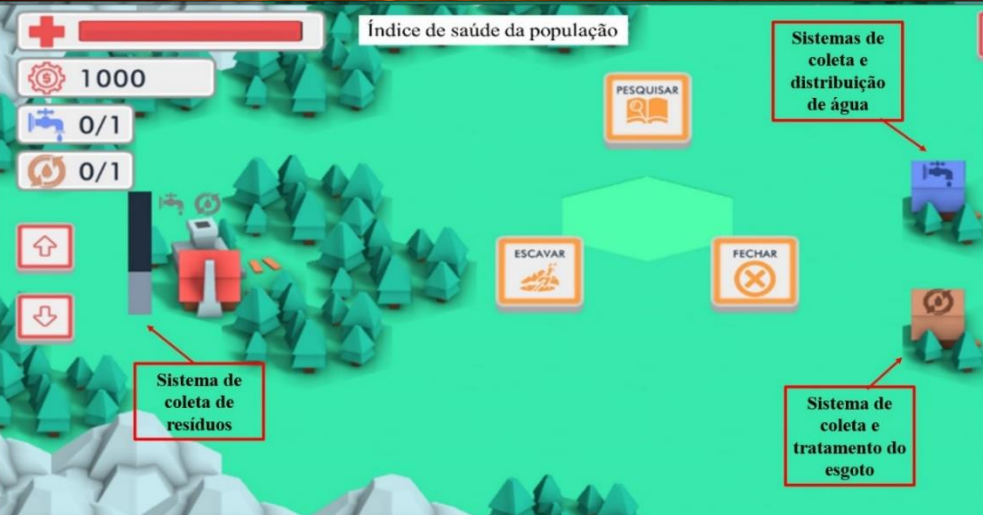 Índice de saúde da população
1000
0/1
0/1
Sistemas de
coleta e
distribuição
de água
PESQUISAR
ESCAVAR
FECHAR
Sistema de
coleta de
resíduos
Sistema de
coleta e
tratamento do
esgoto